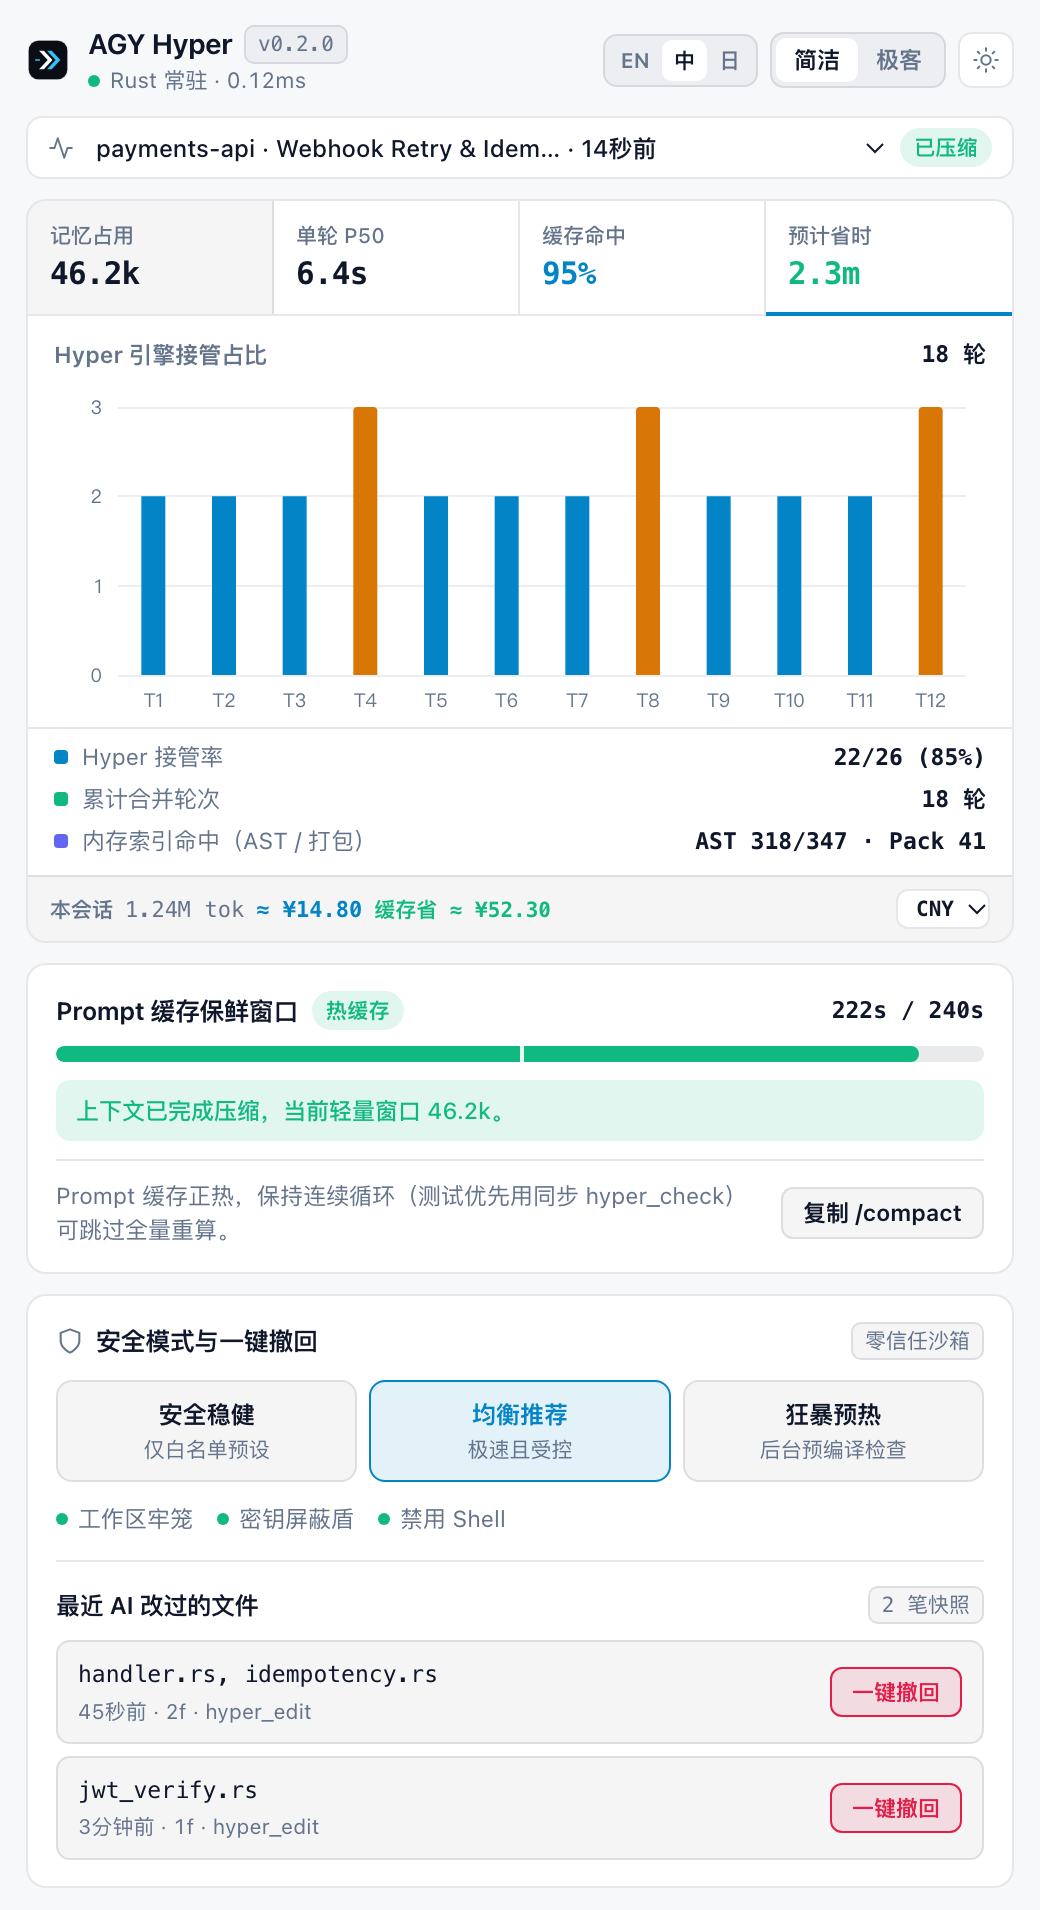 AGY Hyper v0.2.0
Rust 常驻 · 0.12ms
EN 中 日
简洁 极客
payments-api · Webhook Retry & Idem... · 14秒前
已压缩
记忆占用 单轮 P50 缓存命中 预计省时
46.2k 6.4s 95% 2.3m
Hyper 引擎接管占比 18 轮
3
2
1
0
T1 T2 T3 T4 T5 T6 T7 T8 T9 T10 T11 T12
Hyper 接管率 22/26 (85%)
累计合并轮次 18 轮
内存索引命中（AST / 打包） AST 318/347 · Pack 41
本会话 1.24M tok ≈ ¥14.80 缓存省 ≈ ¥52.30 CNY
Prompt 缓存保鲜窗口 热缓存 222s / 240s
上下文已完成压缩，当前轻量窗口 46.2k。
Prompt 缓存正热，保持连续循环（测试优先用同步 hyper_check）
可跳过全量重算。
复制 /compact
安全模式与一键撤回 零信任沙箱
安全稳健 均衡推荐 狂暴预热
仅白名单预设 极速且受控 后台预编译检查
工作区牢笼 密钥屏蔽盾 禁用 Shell
最近 AI 改过的文件 2 笔快照
handler.rs, idempotency.rs
45秒前 · 2f · hyper_edit
一键撤回
jwt_verify.rs
3分钟前 · 1f · hyper_edit
一键撤回